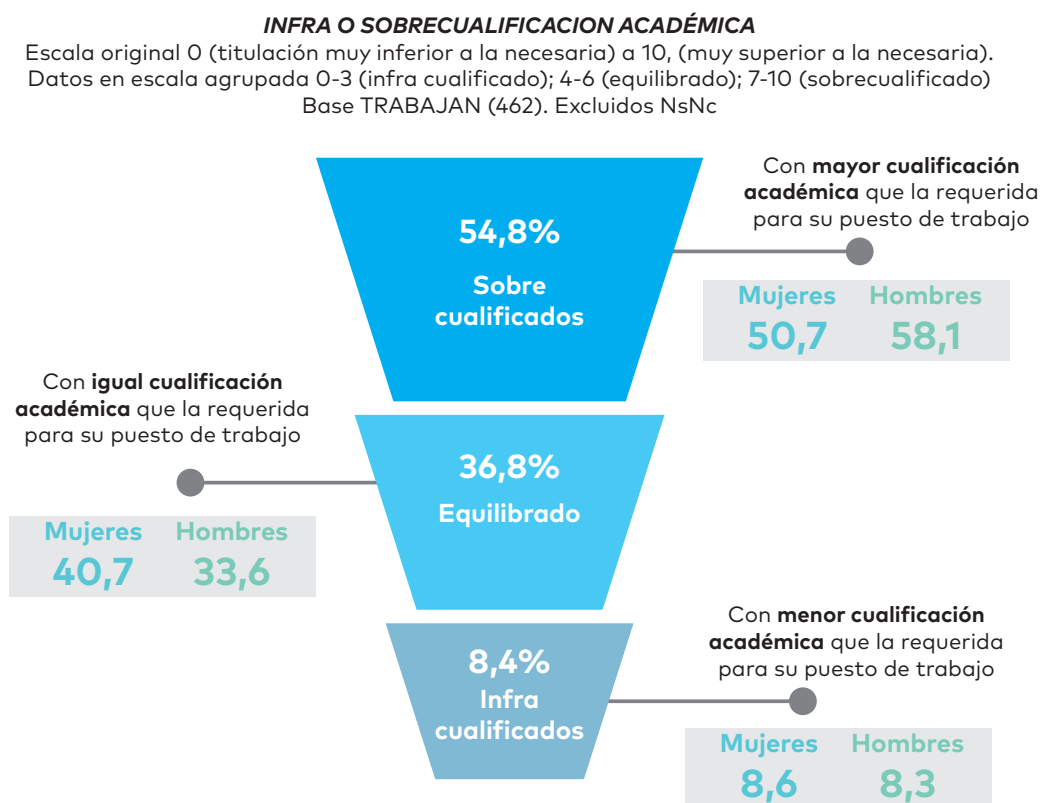 INFRA O SOBRECUALIFICACION ACADÉMICA
Escala original 0 (titulación muy inferior a la necesaria) a 10, (muy superior a la necesaria).
Datos en escala agrupada 0-3 (infra cualificado); 4-6 (equilibrado); 7-10 (sobrecualificado)
Base TRABAJAN (462). Excluidos NsNc
54,8%
Sobre
cualificados
Con mayor cualificación
académica que la requerida
para su puesto de trabajo
Mujeres Hombres
50,7 58,1
Con igual cualificación
académica que la requerida
para su puesto de trabajo
Mujeres Hombres
40,7 33,6
36,8%
Equilibrado
8,4%
Infra
cualificados
Con menor cualificación
académica que la requerida
para su puesto de trabajo
Mujeres Hombres
8,6 8,3